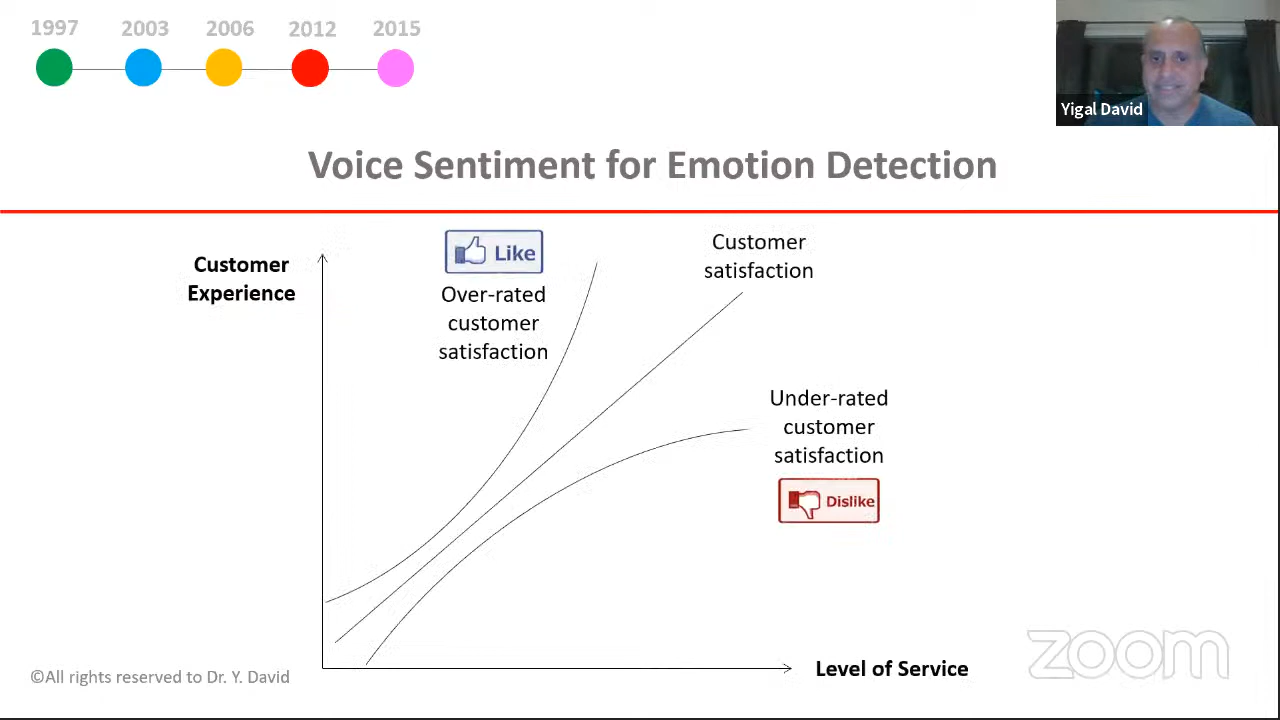 1997 2003 2006 2012 2015
Yigal David
Voice Sentiment for Emotion Detection
Customer
Experience
Like
Over-rated
customer
satisfaction
Customer
satisfaction
Under-rated
customer
satisfaction
Dislike
Level of Service
©All rights reserved to Dr. Y. David
zoom